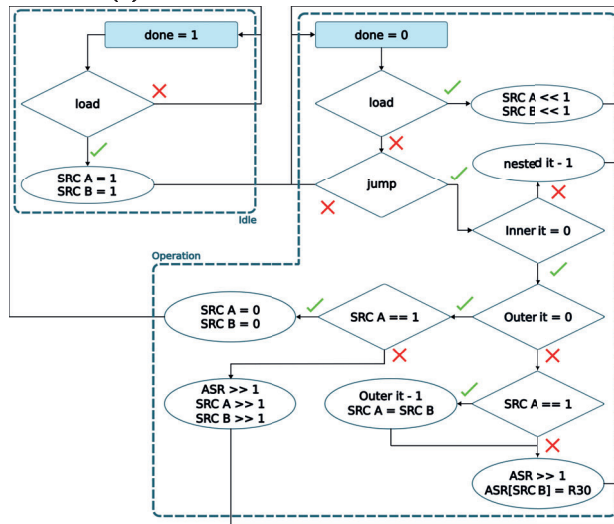 done = 1
done = 0
load
load
SRC A << 1
SRC B << 1
SRC A = 1
SRC B = 1
jump
nested it - 1
Idle
Inner it = 0
Operation
SRC A = 0
SRC B = 0
SRC A == 1
Outer it = 0
ASR >> 1
SRC A >> 1
SRC B >> 1
Outer it - 1
SRC A = SRC B
SRC A == 1
ASR >> 1
ASR[SRC B] = R30